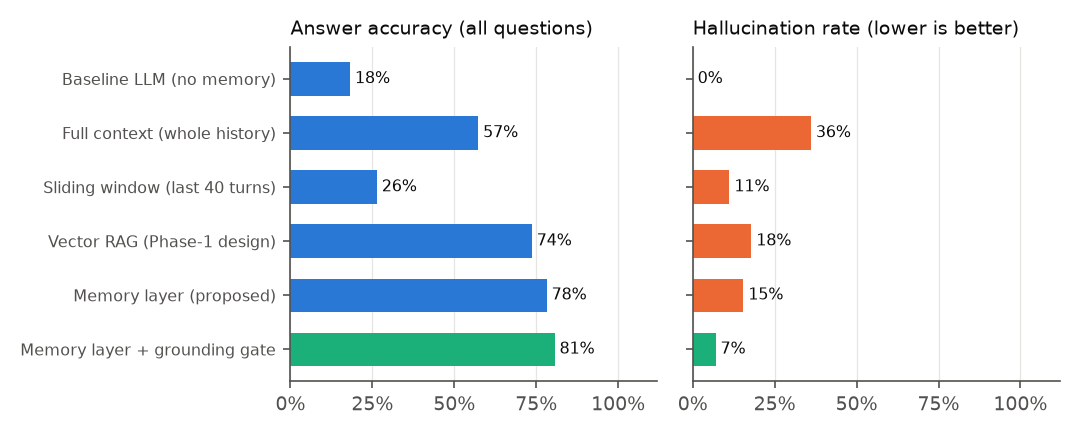 Answer accuracy (all questions)
Hallucination rate (lower is better)
Baseline LLM (no memory) 18% 0%
Full context (whole history) 57% 36%
Sliding window (last 40 turns) 26% 11%
Vector RAG (Phase-1 design) 74% 18%
Memory layer (proposed) 78% 15%
Memory layer + grounding gate 81% 7%
0% 25% 50% 75% 100%
0% 25% 50% 75% 100%